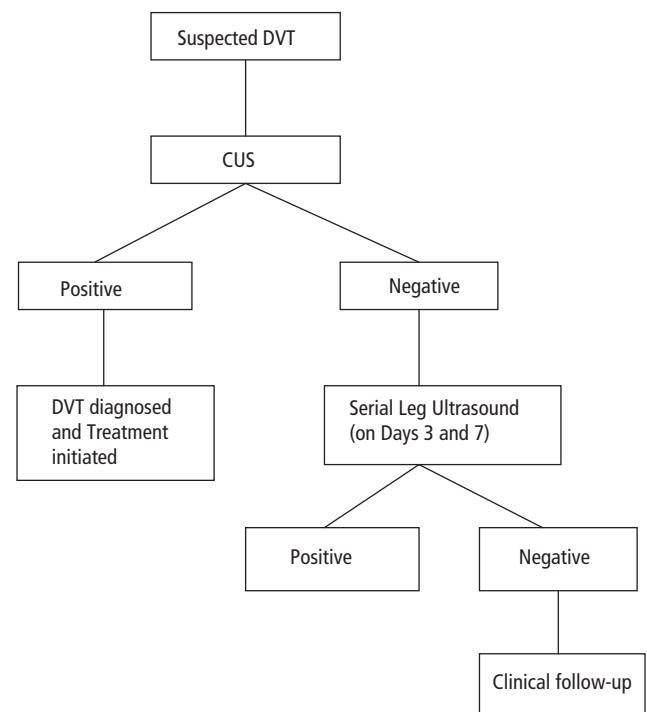 Suspected DVT
CUS
Positive
Negative
DVT diagnosed
and Treatment
initiated
Serial Leg Ultrasound
(on Days 3 and 7)
Positive
Negative
Clinical follow-up